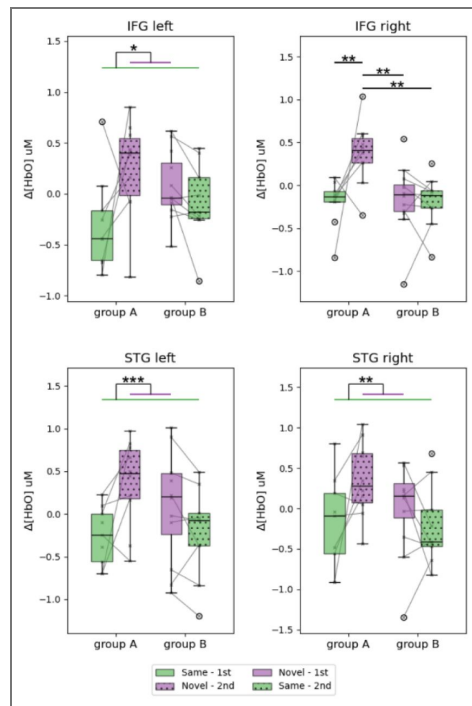 IFG left
*
Δ[HbO] uM
1.5
1.0
0.5
0.0
−0.5
−1.0
group A
group B
IFG right
**
**
**
Δ[HbO] uM
1.5
1.0
0.5
0.0
−0.5
−1.0
group A
group B
STG left
***
Δ[HbO] uM
1.5
1.0
0.5
0.0
−0.5
−1.0
group A
group B
STG right
**
Δ[HbO] uM
1.5
1.0
0.5
0.0
−0.5
−1.0
−1.5
group A
group B
Same - 1st
Novel - 1st
Novel - 2nd
Same - 2nd